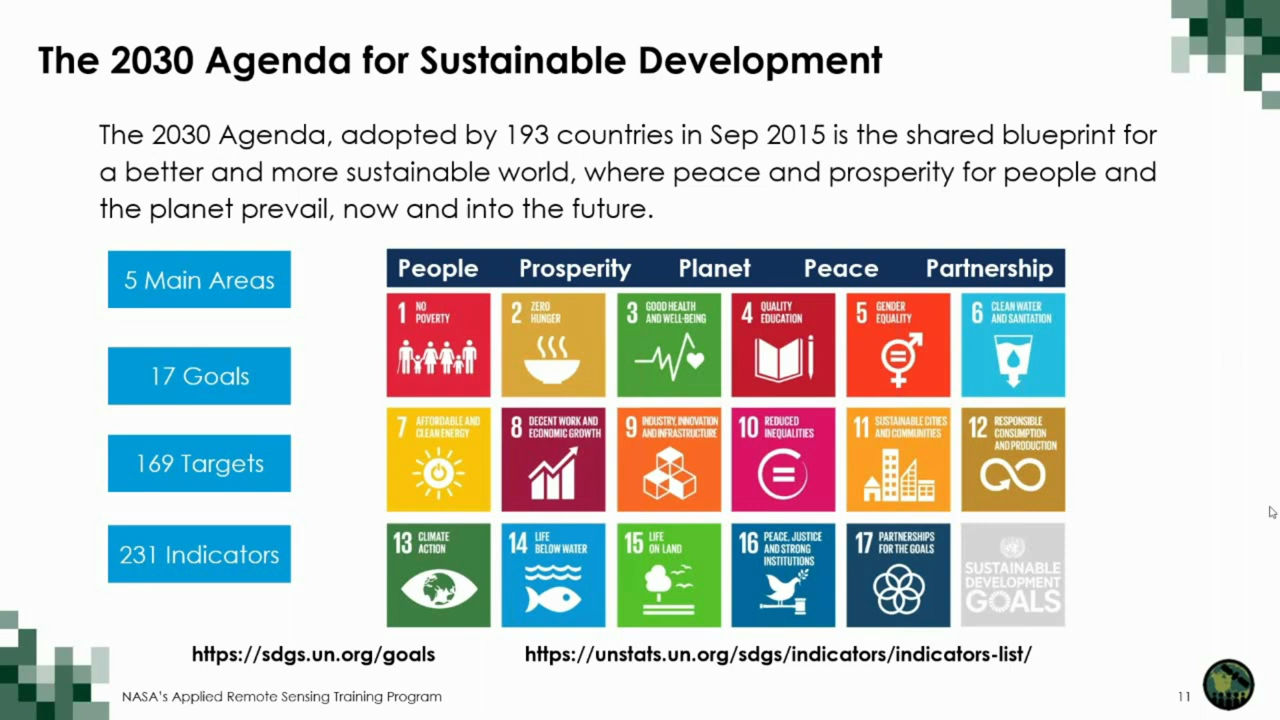 The 2030 Agenda for Sustainable Development
The 2030 Agenda, adopted by 193 countries in Sep 2015 is the shared blueprint for
a better and more sustainable world, where peace and prosperity for people and
the planet prevail, now and into the future.
5 Main Areas
17 Goals
169 Targets
231 Indicators
People Prosperity Planet Peace Partnership
1 NO
POVERTY
2 ZERO
HUNGER
3 GOOD HEALTH
AND WELL-BEING
4 QUALITY
EDUCATION
5 GENDER
EQUALITY
6 CLEAN WATER
AND SANITATION
7 AFFORDABLE AND
CLEAN ENERGY
8 DECENT WORK AND
ECONOMIC GROWTH
9 INDUSTRY, INNOVATION
AND INFRASTRUCTURE
10 REDUCED
INEQUALITIES
11 SUSTAINABLE CITIES
AND COMMUNITIES
12 RESPONSIBLE
CONSUMPTION
AND PRODUCTION
13 CLIMATE
ACTION
14 LIFE
BELOW WATER
15 LIFE
ON LAND
16 PEACE, JUSTICE
AND STRONG
INSTITUTIONS
17 PARTNERSHIPS
FOR THE GOALS
SUSTAINABLE
DEVELOPMENT
GOALS
https://sdgs.un.org/goals
https://unstats.un.org/sdgs/indicators/indicators-list/
NASA's Applied Remote Sensing Training Program
11